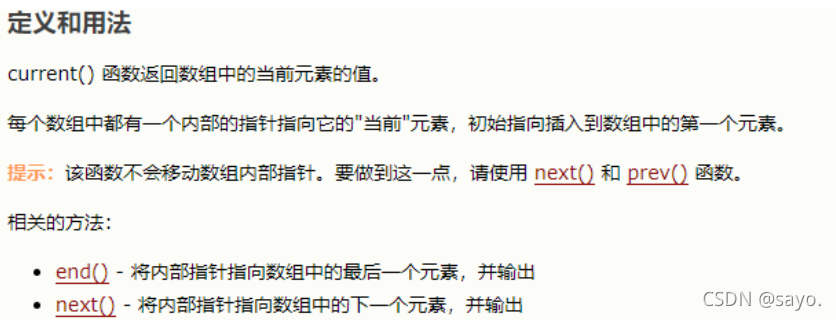 定义和用法
current() 函数返回数组中的当前元素的值。
每个数组中都有一个内部的指针指向它的"当前"元素，初始指向插入到数组中的第一个元素。
提示：该函数不会移动数组内部指针。要做到这一点，请使用 next() 和 prev() 函数。
相关的方法：
• end() - 将内部指针指向数组中的最后一个元素，并输出
• next() - 将内部指针指向数组中的下一个元素，并输出
CSDN @sayo.